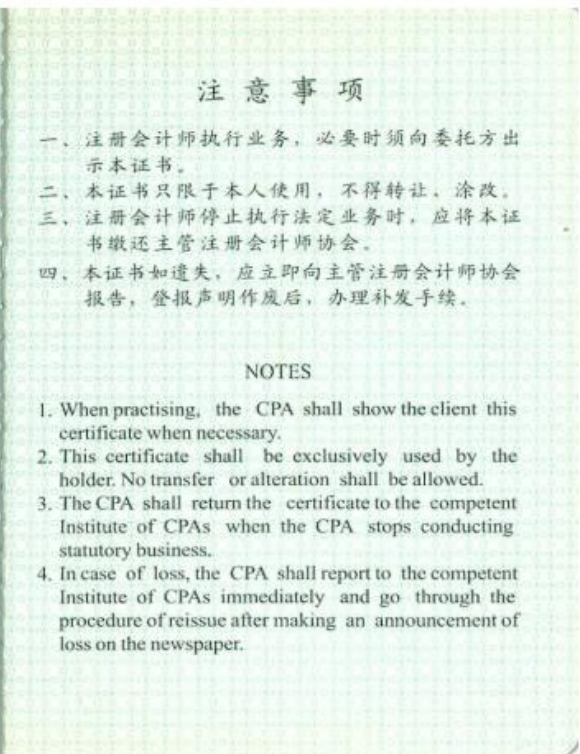 注意事项
一、注册会计师执行业务，必要时须向委托方出
示本证书。
二、本证书只限于本人使用，不得转让、涂改。
三、注册会计师停止执行法定业务时，应将本证
书缴还主管注册会计师协会。
四、本证书如遗失，应立即向主管注册会计师协会
报告，登报声明作废后，办理补发手续。
NOTES
1. When practising, the CPA shall show the client this
certificate when necessary.
2. This certificate shall be exclusively used by the
holder. No transfer or alteration shall be allowed.
3. The CPA shall return the certificate to the competent
Institute of CPAs when the CPA stops conducting
statutory business.
4. In case of loss, the CPA shall report to the competent
Institute of CPAs immediately and go through the
procedure of reissue after making an announcement of
loss on the newspaper.